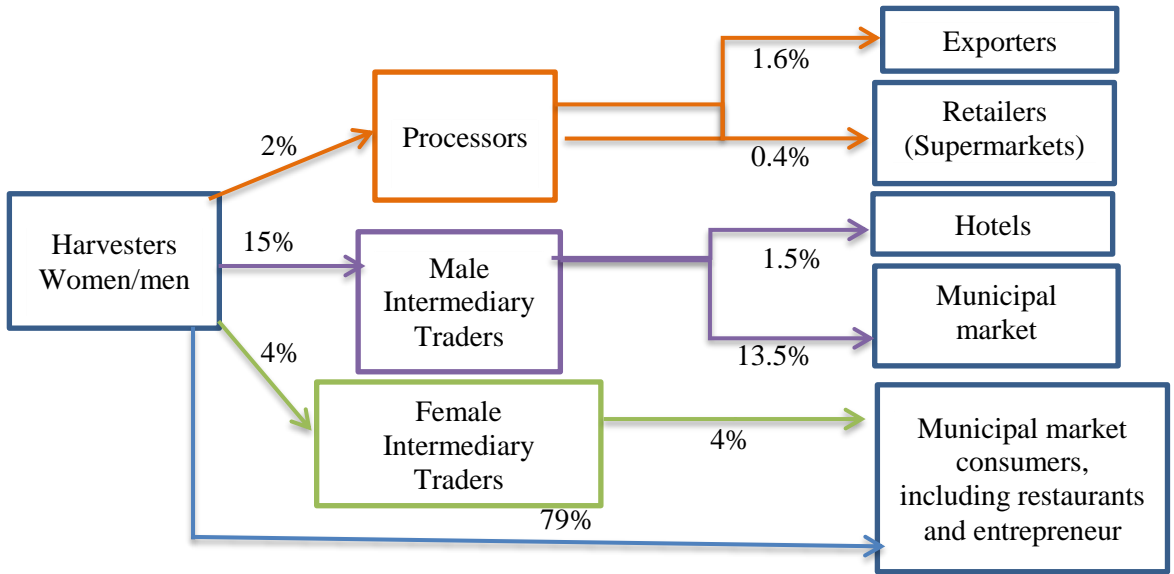 Exporters
1.6%
Retailers
(Supermarkets)
Processors
2%
0.4%
Hotels
Harvesters
Women/men
15%
Male
Intermediary
Traders
1.5%
Municipal
market
13.5%
4%
Female
Intermediary
Traders
4%
Municipal market
consumers,
including restaurants
and entrepreneur
79%